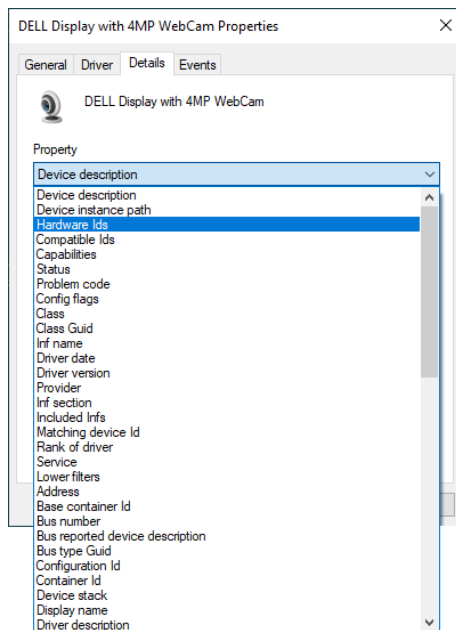 DELL Display with 4MP WebCam Properties
General Driver Details Events
DELL Display with 4MP WebCam
Property
Device description
Device description
Device instance path
Hardware Ids
Compatible Ids
Capabilities
Status
Problem code
Config flags
Class
Class Guid
Inf name
Driver date
Driver version
Provider
Inf section
Included Infs
Matching device Id
Rank of driver
Service
Lower filters
Address
Base container Id
Bus number
Bus reported device description
Bus type Guid
Configuration Id
Container Id
Device stack
Display name
Driver description